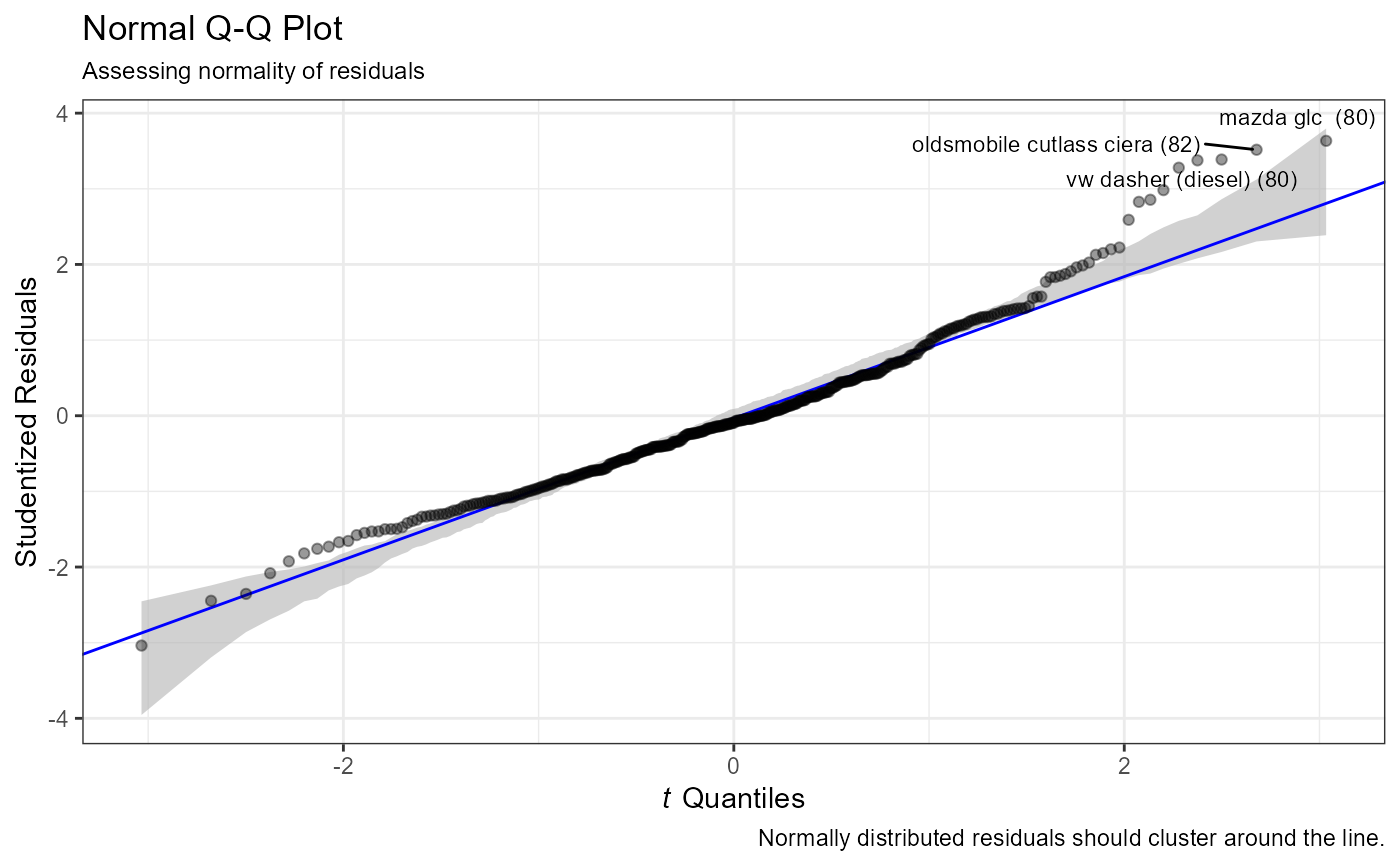 Normal Q-Q Plot
Assessing normality of residuals
4
mazda glc (80)
oldsmobile cutlass ciera (82)
vw dasher (diesel) (80)
2
0
-2
-4
Studentized Residuals
-2
0
2
t Quantiles
Normally distributed residuals should cluster around the line.